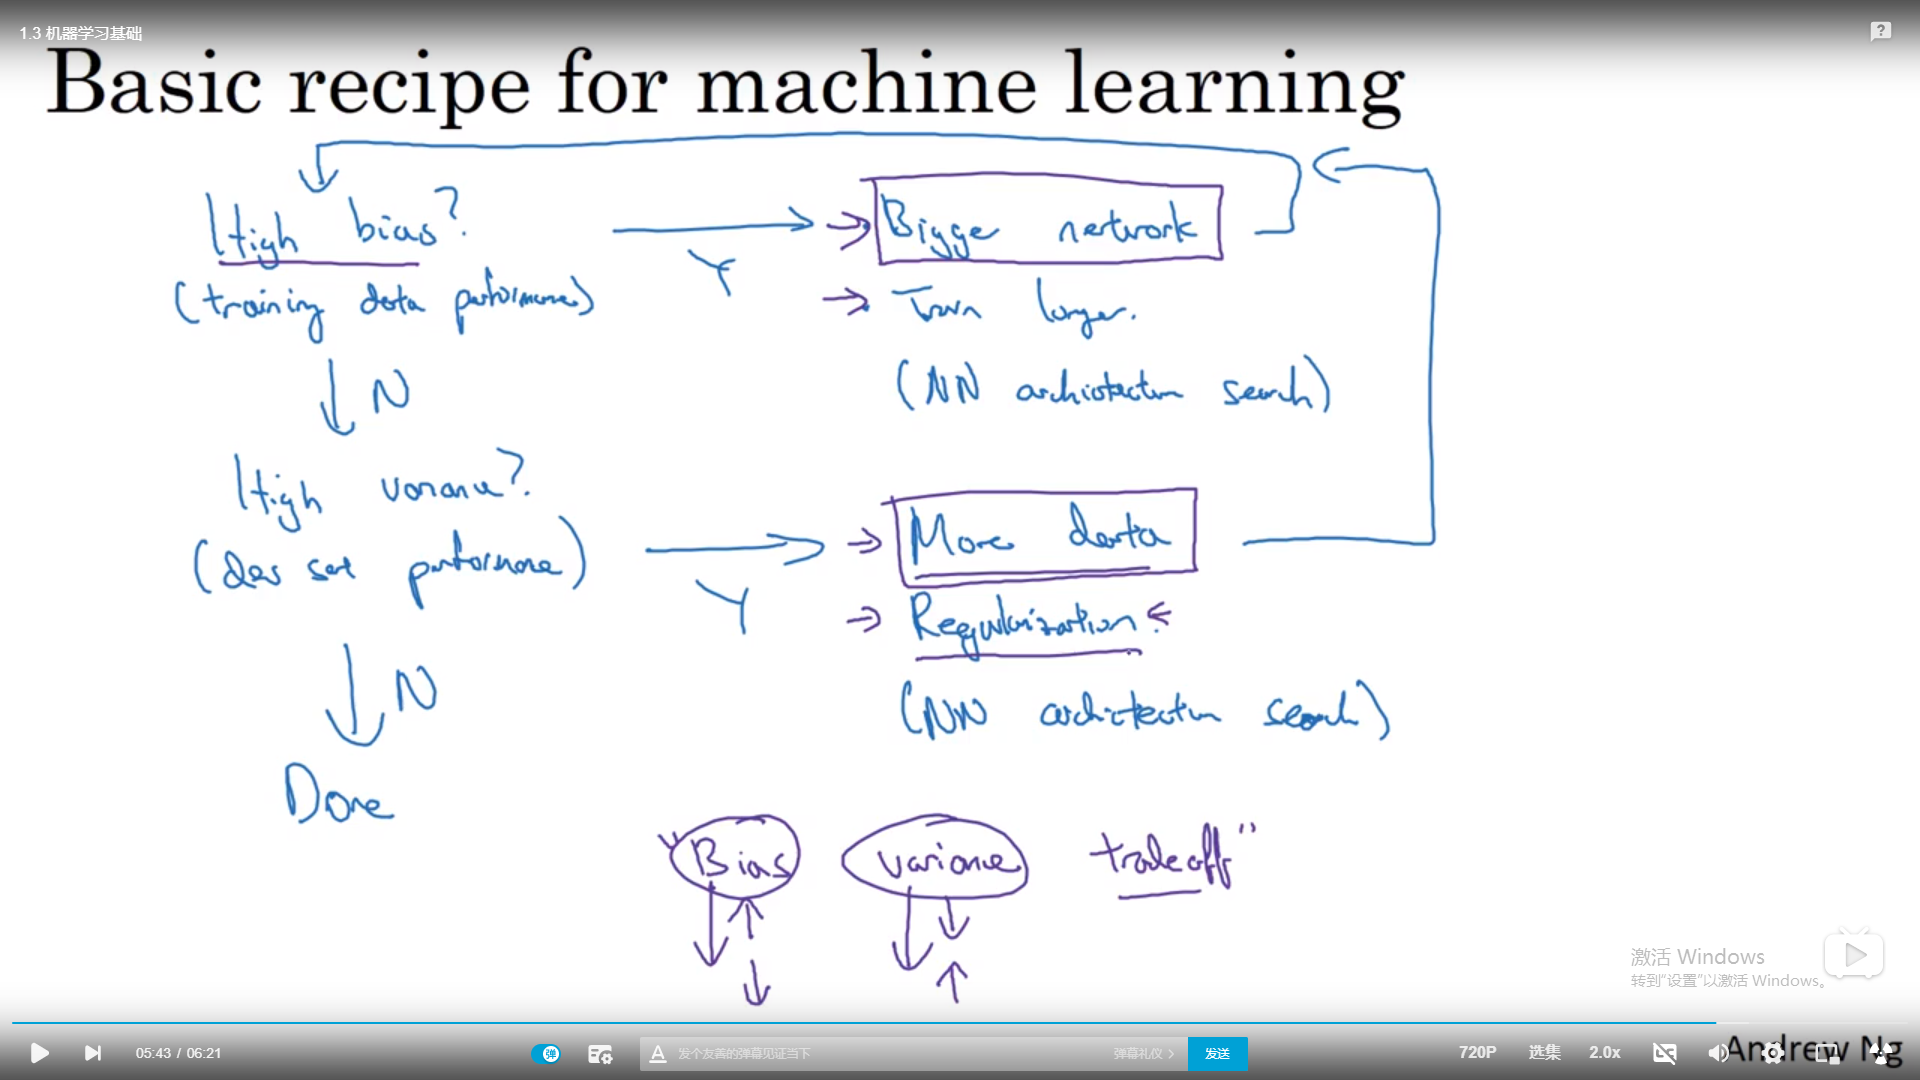 1.3 机器学习基础
Basic recipe for machine learning
High bias?
Y
Bigger network
(training data performance)
Train longer.
N
(NN architecture search)
High variance?
(dev set performance)
Y
More data
Regularization.
N
(NN architecture search)
Done
"Bias variance tradeoff"
激活 Windows
转到"设置"以激活 Windows。
Andrew Ng
05:43 / 06:21
弹
A 发个友善的弹幕见证当下
弹幕礼仪 >
发送
720P
选集
2.0x